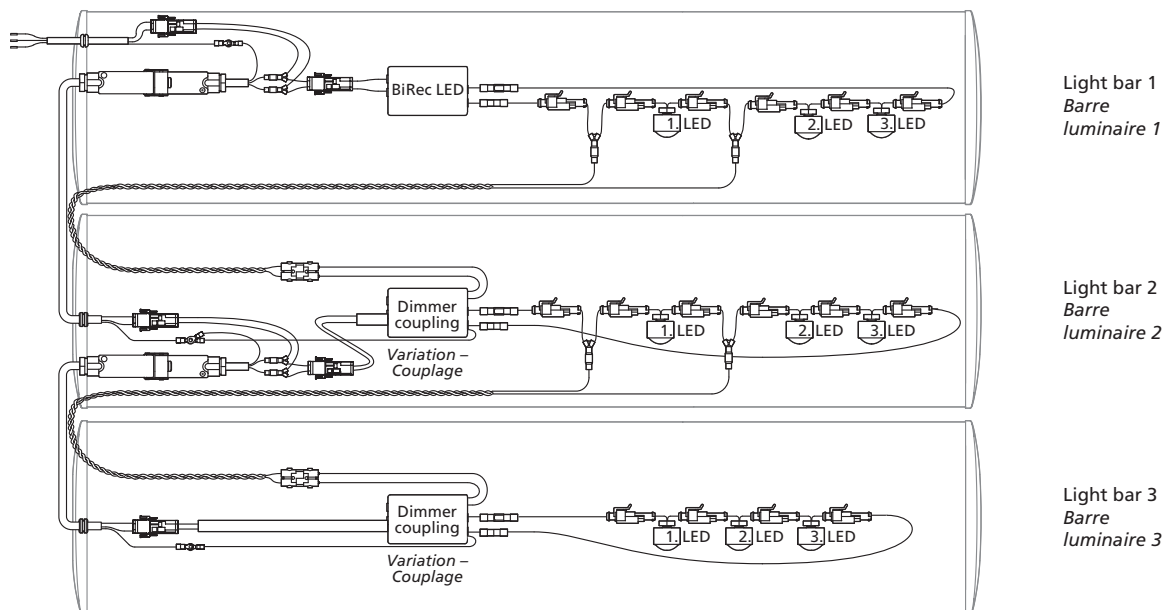 BiRec LED
1. LED
2. LED
3. LED
Light bar 1
Barre
luminaire 1
Dimmer
coupling
Variation –
Couplage
1. LED
2. LED
3. LED
Light bar 2
Barre
luminaire 2
Dimmer
coupling
Variation –
Couplage
1. LED
2. LED
3. LED
Light bar 3
Barre
luminaire 3